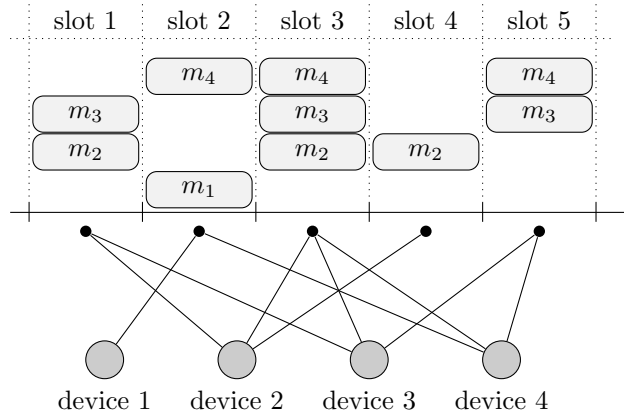 slot 1 slot 2 slot 3 slot 4 slot 5
m₄ m₄ m₄
m₃ m₃ m₃
m₂ m₂ m₂
m₁
device 1 device 2 device 3 device 4